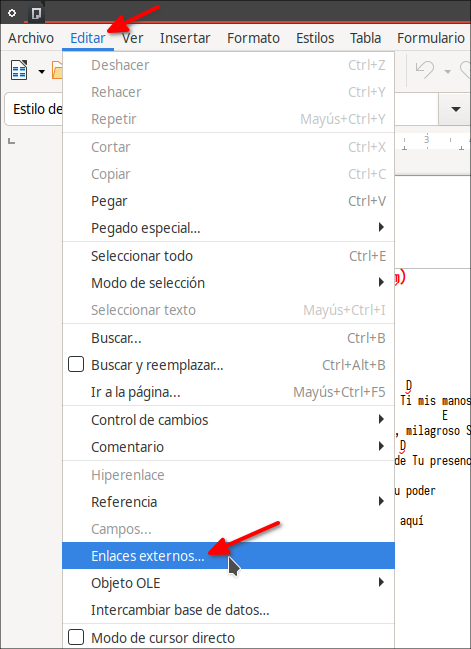 Archivo Editar Ver Insertar Formato Estilos Tabla Formulario
Estilo de
3
Deshacer Ctrl+Z
Rehacer Ctrl+Y
Repetir Mayús+Ctrl+Y
Cortar Ctrl+X
Copiar Ctrl+C
Pegar Ctrl+V
Pegado especial...
Seleccionar todo Ctrl+E
Modo de selección
Seleccionar texto Mayús+Ctrl+I
Buscar... Ctrl+B
Buscar y reemplazar... Ctrl+Alt+B
Ir a la página... Mayús+Ctrl+F5
Control de cambios
Comentario
Hiperenlace
Referencia
Campos...
Enlaces externos...
Objeto OLE
Intercambiar base de datos...
Modo de cursor directo
m)
D
Ti mis manos
E
, milagroso S
D
de Tu presenc
u poder
aquí